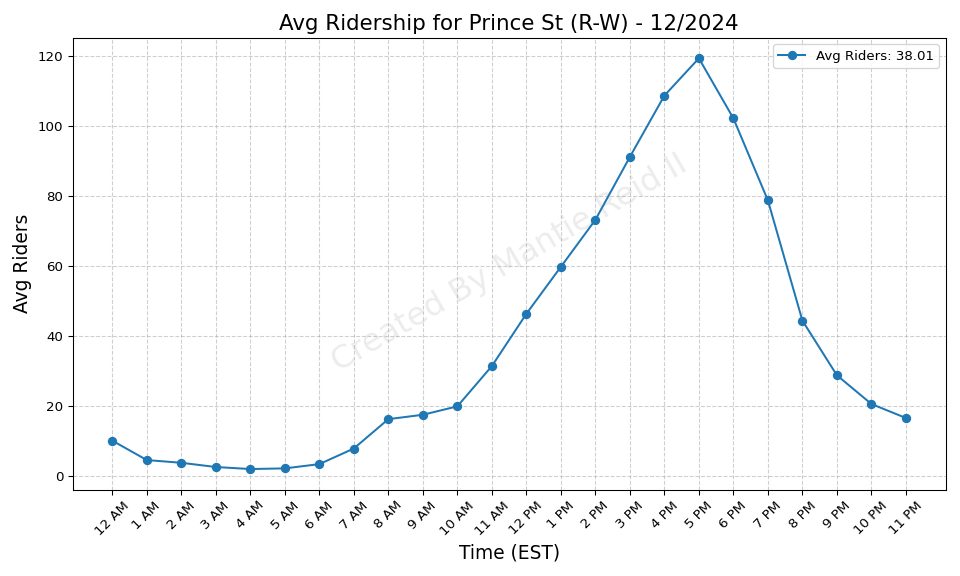 Avg Ridership for Prince St (R-W) - 12/2024
Avg Riders: 38.01
120
100
80
60
40
20
0
Avg Riders
Created By Mantie Reid II
12 AM
1 AM
2 AM
3 AM
4 AM
5 AM
6 AM
7 AM
8 AM
9 AM
10 AM
11 AM
12 PM
1 PM
2 PM
3 PM
4 PM
5 PM
6 PM
7 PM
8 PM
9 PM
10 PM
11 PM
Time (EST)